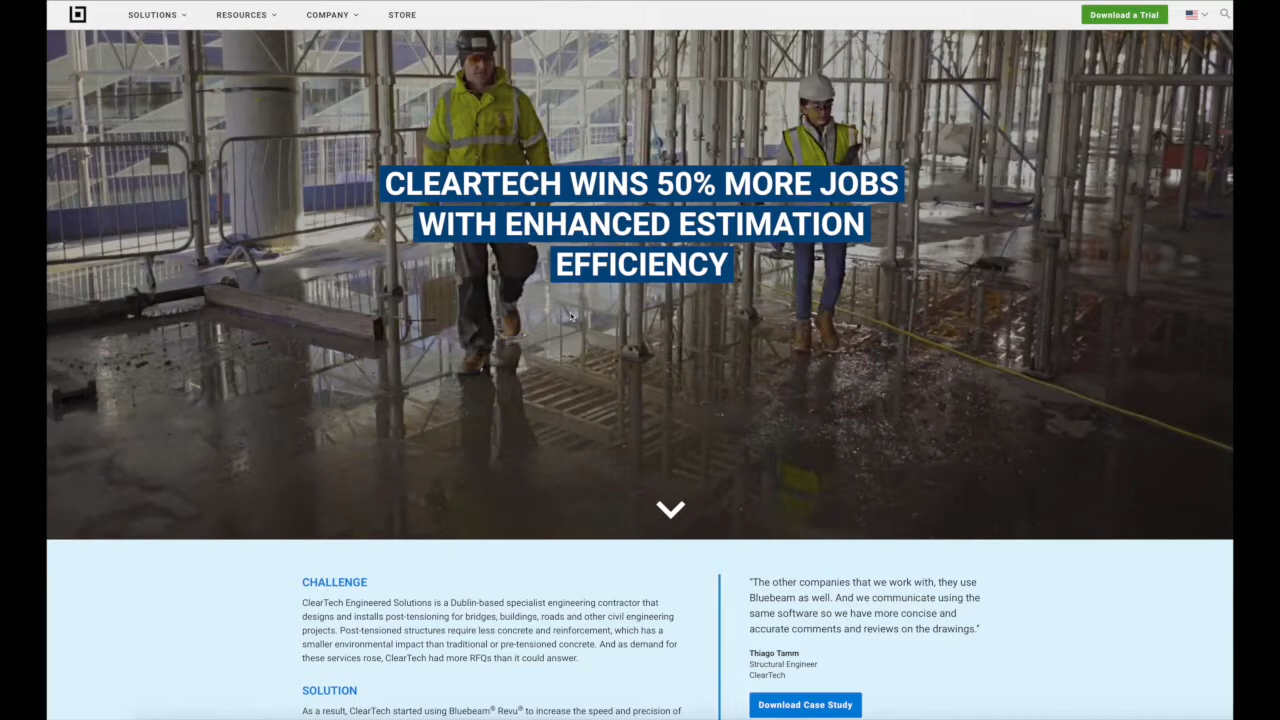 SOLUTIONS RESOURCES COMPANY STORE Download a Trial
CLEARTECH WINS 50% MORE JOBS
WITH ENHANCED ESTIMATION
EFFICIENCY
CHALLENGE
ClearTech Engineered Solutions is a Dublin-based specialist engineering contractor that
designs and installs post-tensioning for bridges, buildings, roads and other civil engineering
projects. Post-tensioned structures require less concrete and reinforcement, which has a
smaller environmental impact than traditional or pre-tensioned concrete. And as demand for
these services rose, ClearTech had more RFQs than it could answer.
SOLUTION
As a result, ClearTech started using Bluebeam® Revu® to increase the speed and precision of
"The other companies that we work with, they use
Bluebeam as well. And we communicate using the
same software so we have more concise and
accurate comments and reviews on the drawings."
Thiago Tamm
Structural Engineer
ClearTech
Download Case Study